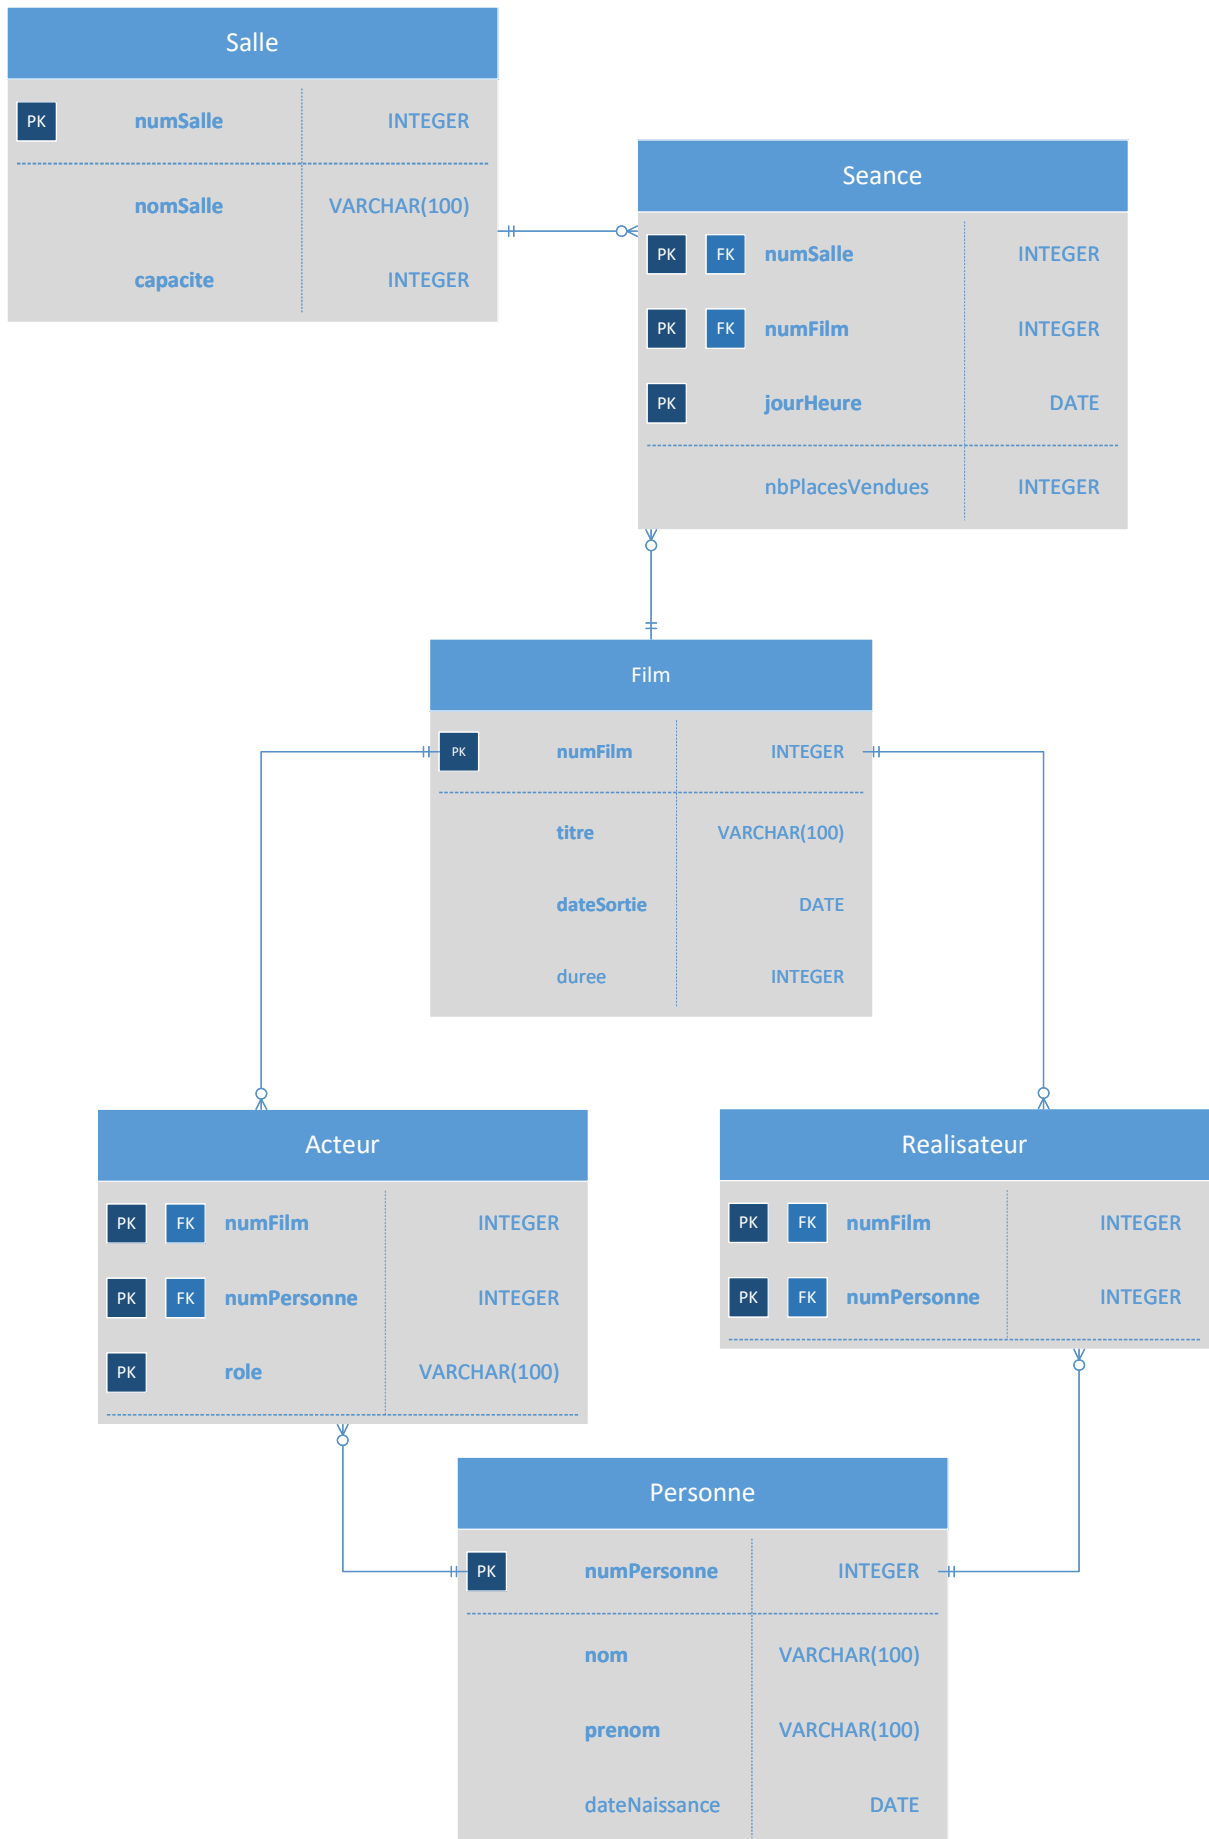 Salle
PK numSalle INTEGER
nomSalle VARCHAR(100)
capacite INTEGER
Seance
PK FK numSalle INTEGER
PK FK numFilm INTEGER
PK jourHeure DATE
nbPlacesVendues INTEGER
Film
PK numFilm INTEGER
titre VARCHAR(100)
dateSortie DATE
duree INTEGER
Acteur
PK FK numFilm INTEGER
PK FK numPersonne INTEGER
PK role VARCHAR(100)
Realisateur
PK FK numFilm INTEGER
PK FK numPersonne INTEGER
Personne
PK numPersonne INTEGER
nom VARCHAR(100)
prenom VARCHAR(100)
dateNaissance DATE